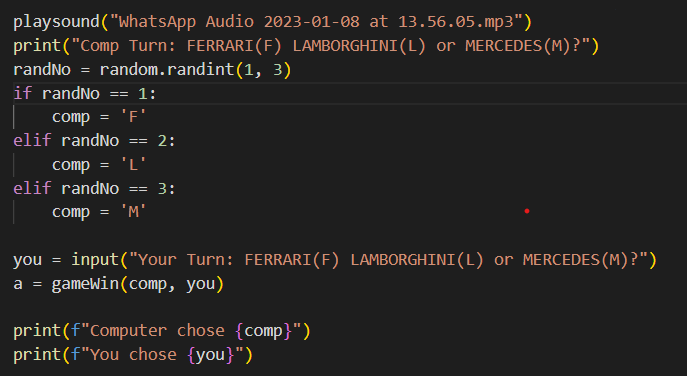 playsound("WhatsApp Audio 2023-01-08 at 13.56.05.mp3")
print("Comp Turn: FERRARI(F) LAMBORGHINI(L) or MERCEDES(M)?")
randNo = random.randint(1, 3)
if randNo == 1:
    comp = 'F'
elif randNo == 2:
    comp = 'L'
elif randNo == 3:
    comp = 'M'

you = input("Your Turn: FERRARI(F) LAMBORGHINI(L) or MERCEDES(M)?")
a = gameWin(comp, you)

print(f"Computer chose {comp}")
print(f"You chose {you}")